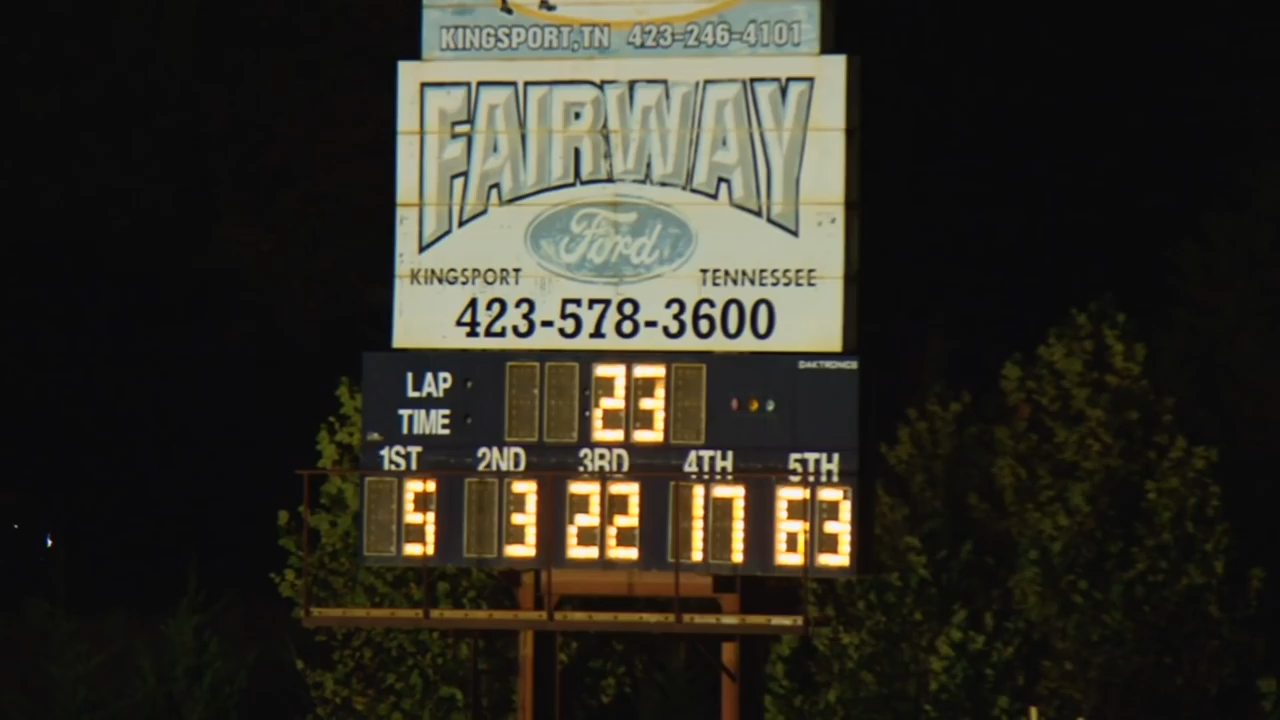 KINGSPORT, TN 423-246-4101
FAIRWAY
Ford
KINGSPORT TENNESSEE
423-578-3600
DAKTRONICS
LAP
TIME
23
1ST 2ND 3RD 4TH 5TH
5 3 22 17 63